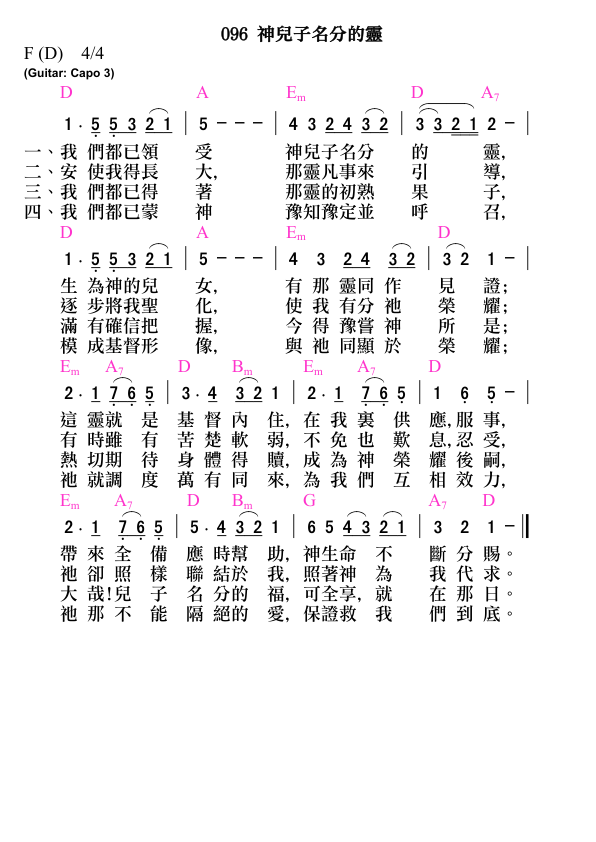 096 神兒子名分的靈
F (D) 4/4
(Guitar: Capo 3)
D A Em D A7
1 · 5 5 3 2 1 | 5 - - - | 4 3 2 4 3 2 | 3 3 2 1 2 - |
一、我 們都已領 受 神兒子名分 的 靈,
二、安 使我得長 大, 那靈凡事來 引 導,
三、我 們都已得 著 那靈的初熟 果 子,
四、我 們都已蒙 神 豫知豫定並 呼 召,
D A Em D
1 · 5 5 3 2 1 | 5 - - - | 4 3 2 4 3 2 | 3 2 1 - |
生 為神的兒 女, 有 那 靈同 作 見 證;
逐 步將我聖 化, 使 我 有分 祂 榮 耀;
滿 有確信把 握, 今 得 豫嘗 神 所 是;
模 成基督形 像, 與 祂 同顯 於 榮 耀;
Em A7 D Bm Em A7 D
2 · 1 7 6 5 | 3 · 4 3 2 1 | 2 · 1 7 6 5 | 1 6 5 - |
這 靈就 是 基 督 內 住, 在 我 裏 供 應,服 事,
有 時雖 有 苦 楚 軟 弱, 不 免 也 歎 息,忍 受,
熱 切期 待 身 體 得 贖, 成 為 神 榮 耀 後 嗣,
祂 就調 度 萬 有 同 來, 為 我 們 互 相 效 力,
Em A7 D Bm G A7 D
2 · 1 7 6 5 | 5 · 4 3 2 1 | 6 5 4 3 2 1 | 3 2 1 - ‖
帶 來 全 備 應 時幫 助, 神生命 不 斷 分 賜。
祂 卻 照 樣 聯 結於 我, 照著神 為 我 代 求。
大 哉!兒 子 名 分的 福, 可全享, 就 在 那 日。
祂 那 不 能 隔 絕的 愛, 保證救 我 們 到 底。